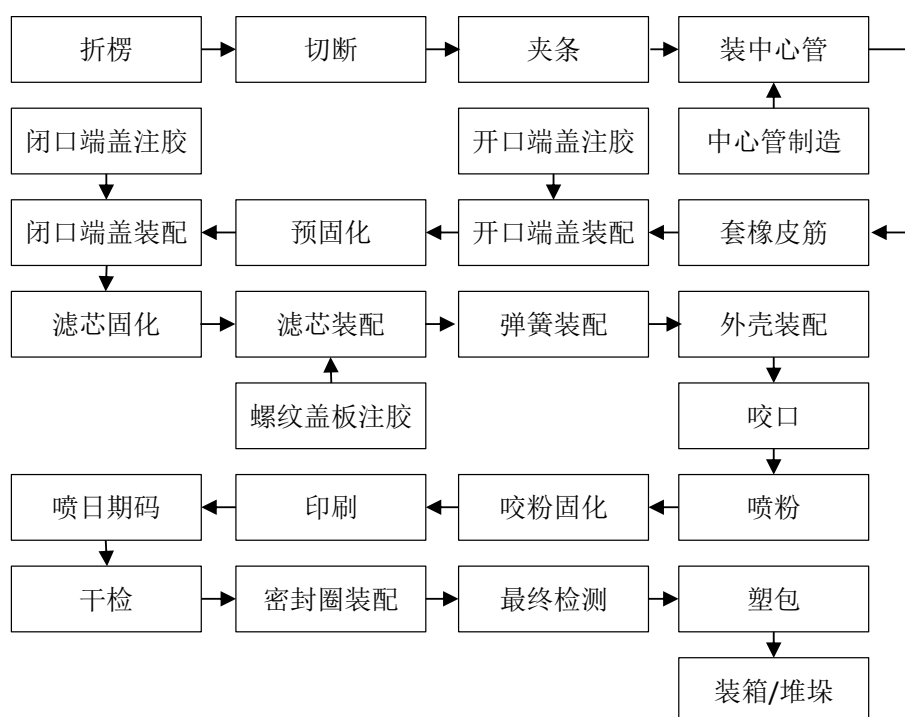 折楞
切断
夹条
装中心管
闭口端盖注胶
开口端盖注胶
中心管制造
闭口端盖装配
预固化
开口端盖装配
套橡皮筋
滤芯固化
滤芯装配
弹簧装配
外壳装配
螺纹盖板注胶
咬口
喷日期码
印刷
咬粉固化
喷粉
干检
密封圈装配
最终检测
塑包
装箱/堆垛